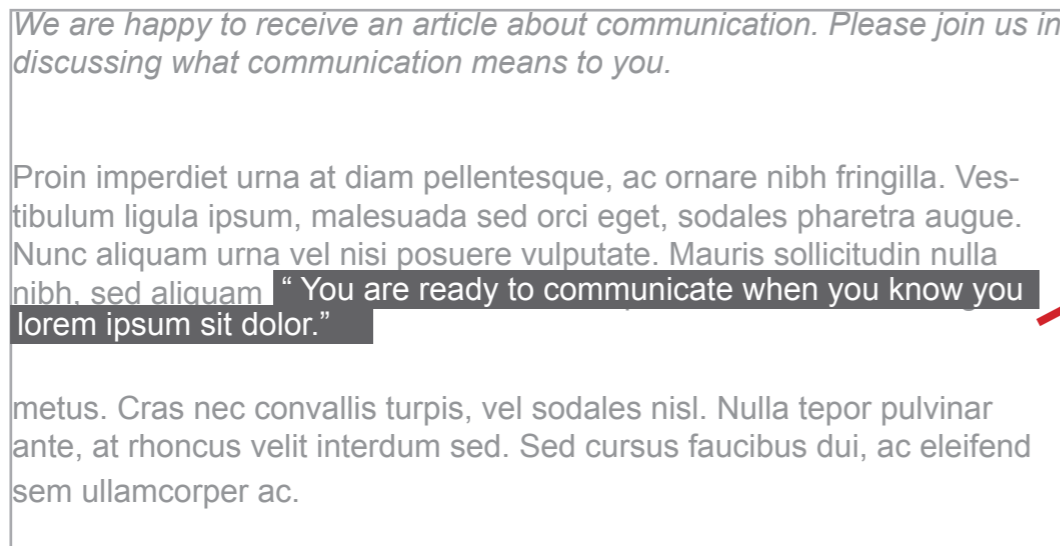 We are happy to receive an article about communication. Please join us in
discussing what communication means to you.
Proin imperdiet urna at diam pellentesque, ac ornare nibh fringilla. Ves-
tibulum ligula ipsum, malesuada sed orci eget, sodales pharetra augue.
Nunc aliquam urna vel nisi posuere vulputate. Mauris sollicitudin nulla
nibh, sed aliquam “ You are ready to communicate when you know you
lorem ipsum sit dolor.”
metus. Cras nec convallis turpis, vel sodales nisl. Nulla tepor pulvinar
ante, at rhoncus velit interdum sed. Sed cursus faucibus dui, ac eleifend
sem ullamcorper ac.